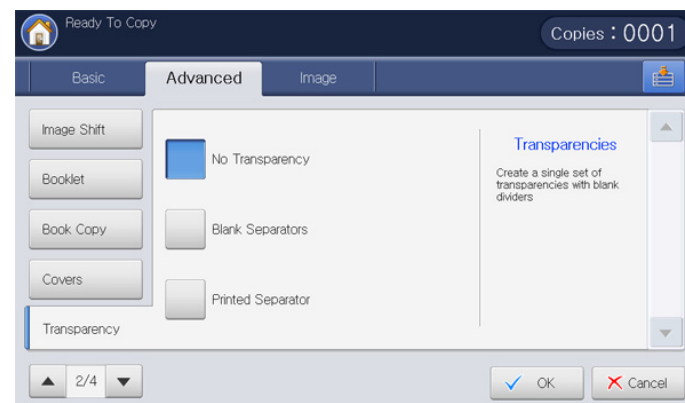 Ready To Copy
Copies : 0001
Basic
Advanced
Image
Image Shift
Booklet
Book Copy
Covers
Transparency
No Transparency
Blank Separators
Printed Separator
Transparencies
Create a single set of
transparencies with blank
dividers
2/4
OK
Cancel